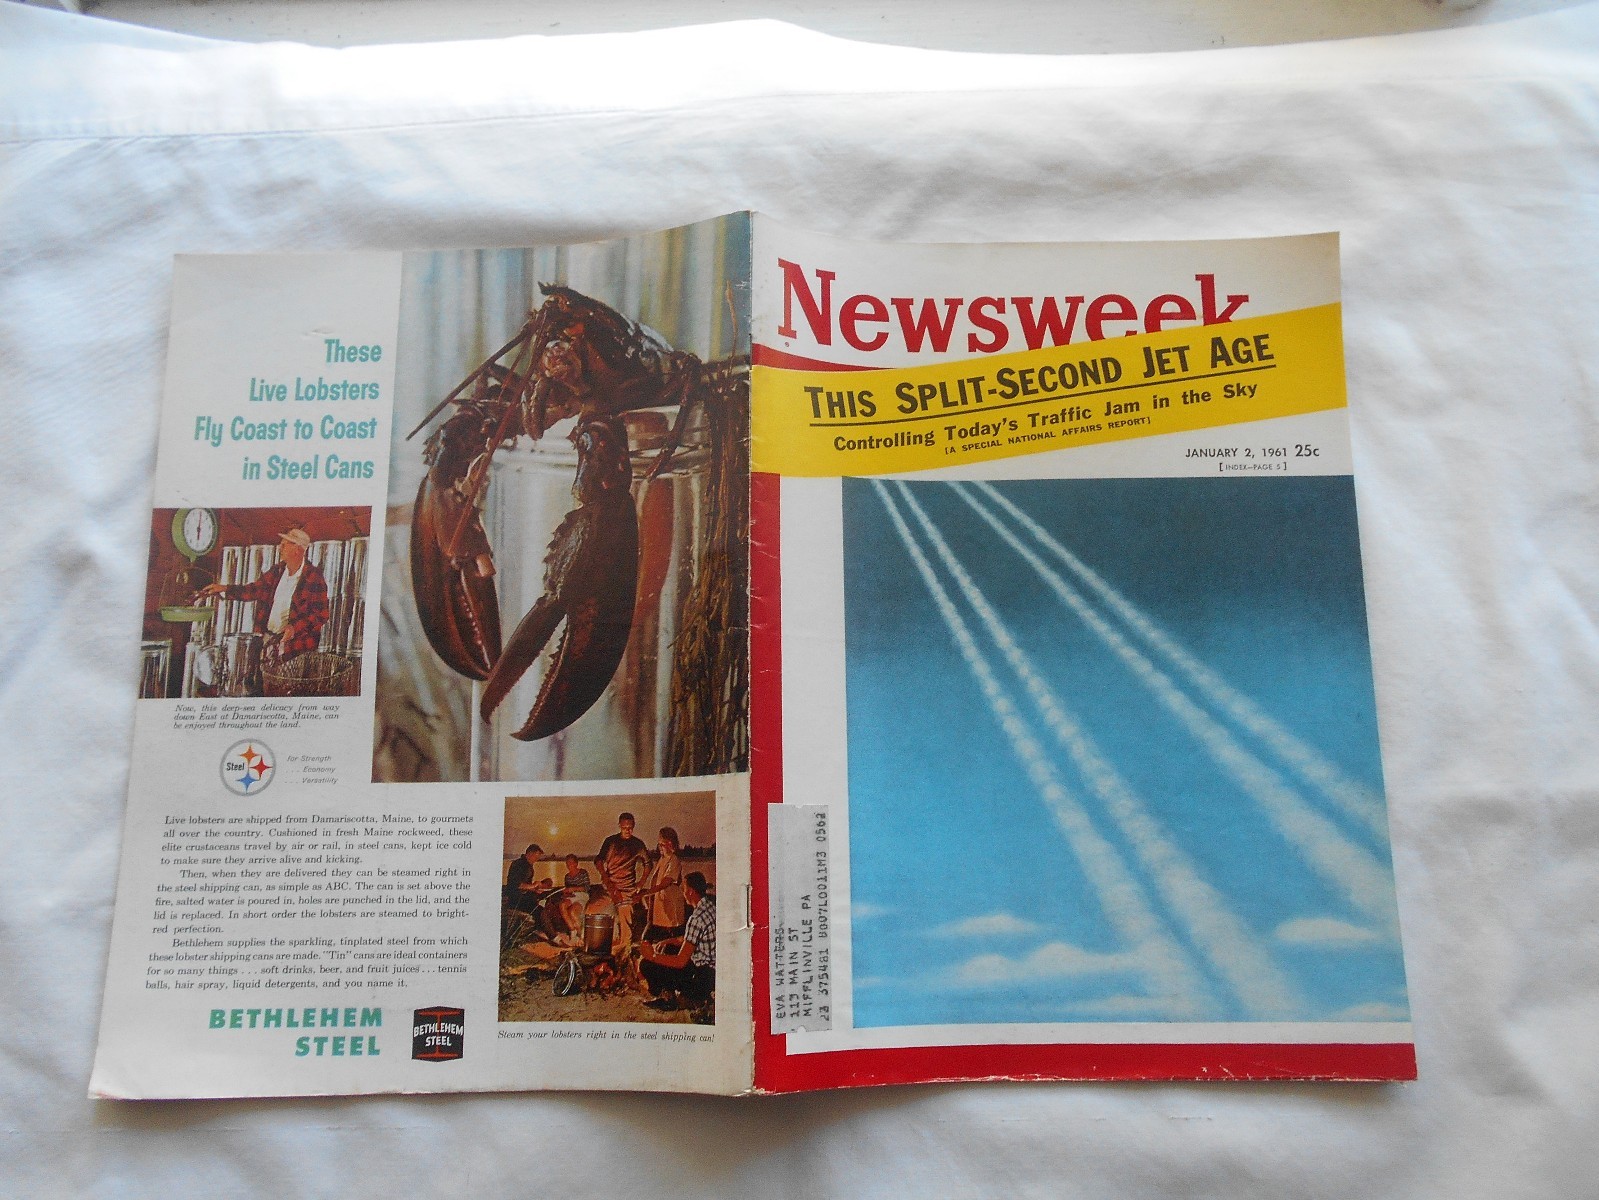 These
Live Lobsters
Fly Coast to Coast
in Steel Cans
Now, this deep-sea delicacy from way
down East at Damariscotta, Maine, can
be enjoyed throughout the land.
Steel
for Strength
. . . Economy
. . . Versatility
Live lobsters are shipped from Damariscotta, Maine, to gourmets
all over the country. Cushioned in fresh Maine rockweed, these
elite crustaceans travel by air or rail, in steel cans, kept ice cold
to make sure they arrive alive and kicking.
Then, when they are delivered they can be steamed right in
the steel shipping can, as simple as ABC. The can is set above the
fire, salted water is poured in, holes are punched in the lid, and the
lid is replaced. In short order the lobsters are steamed to bright-
red perfection.
Bethlehem supplies the sparkling, tinplated steel from which
these lobster shipping cans are made. "Tin" cans are ideal containers
for so many things . . . soft drinks, beer, and fruit juices . . . tennis
balls, hair spray, liquid detergents, and you name it.
BETHLEHEM
STEEL
BETHLEHEM
STEEL
Steam your lobsters right in the steel shipping can!
Newsweek
THIS SPLIT-SECOND JET AGE
Controlling Today's Traffic Jam in the Sky
[A SPECIAL NATIONAL AFFAIRS REPORT]
JANUARY 2, 1961 25c
[INDEX—PAGE 5]
EVA WATTERS
113 MAIN ST
MIFFLINVILLE PA
23 375481 U007L0011M3 0562